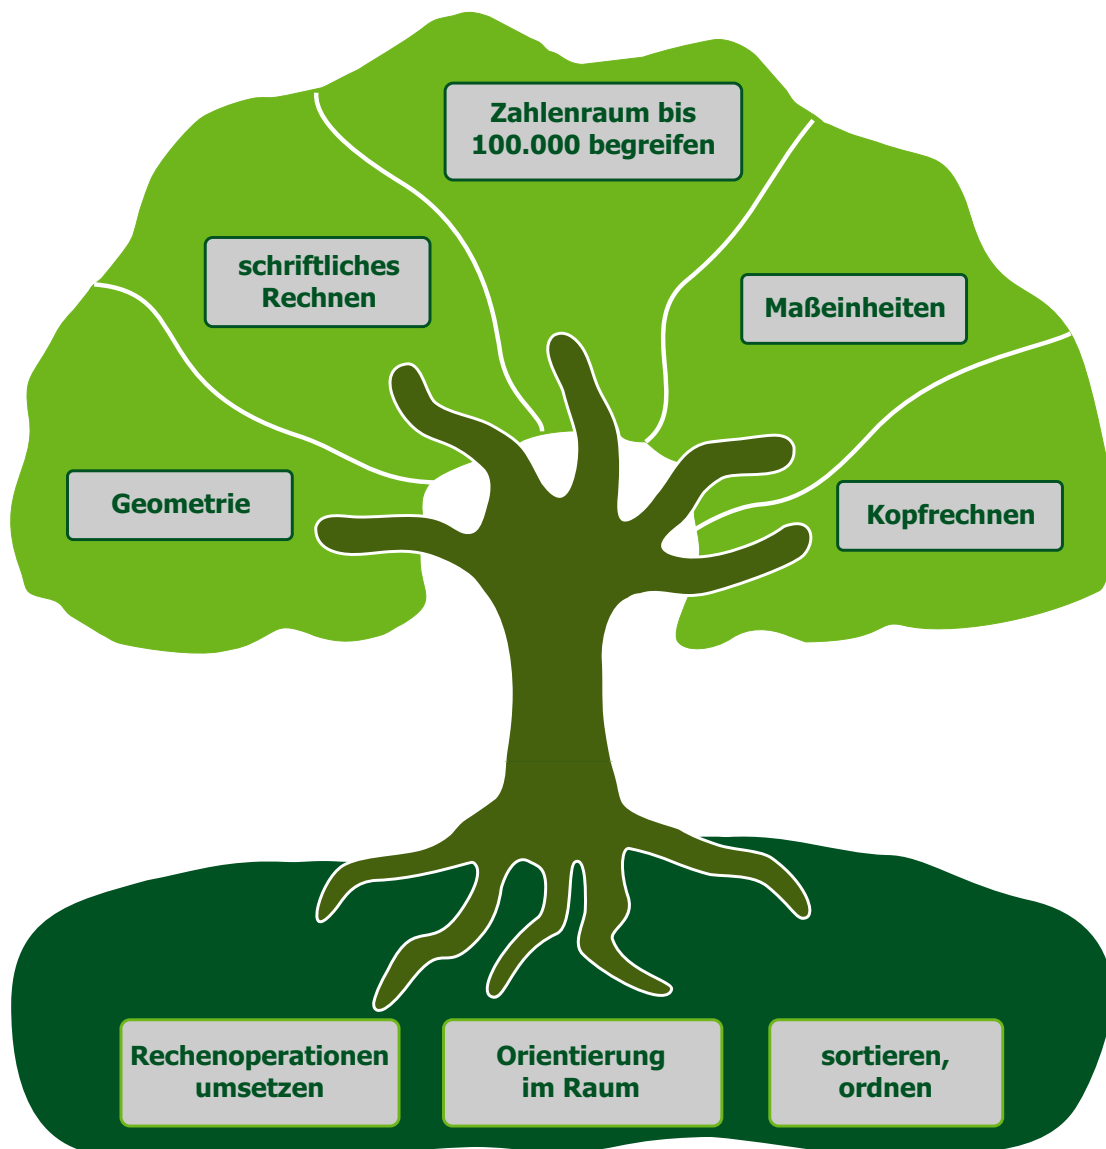 Zahlenraum bis
100.000 begreifen
schriftliches
Rechnen
Maßeinheiten
Geometrie
Kopfrechnen
Rechenoperationen
umsetzen
Orientierung
im Raum
sortieren,
ordnen